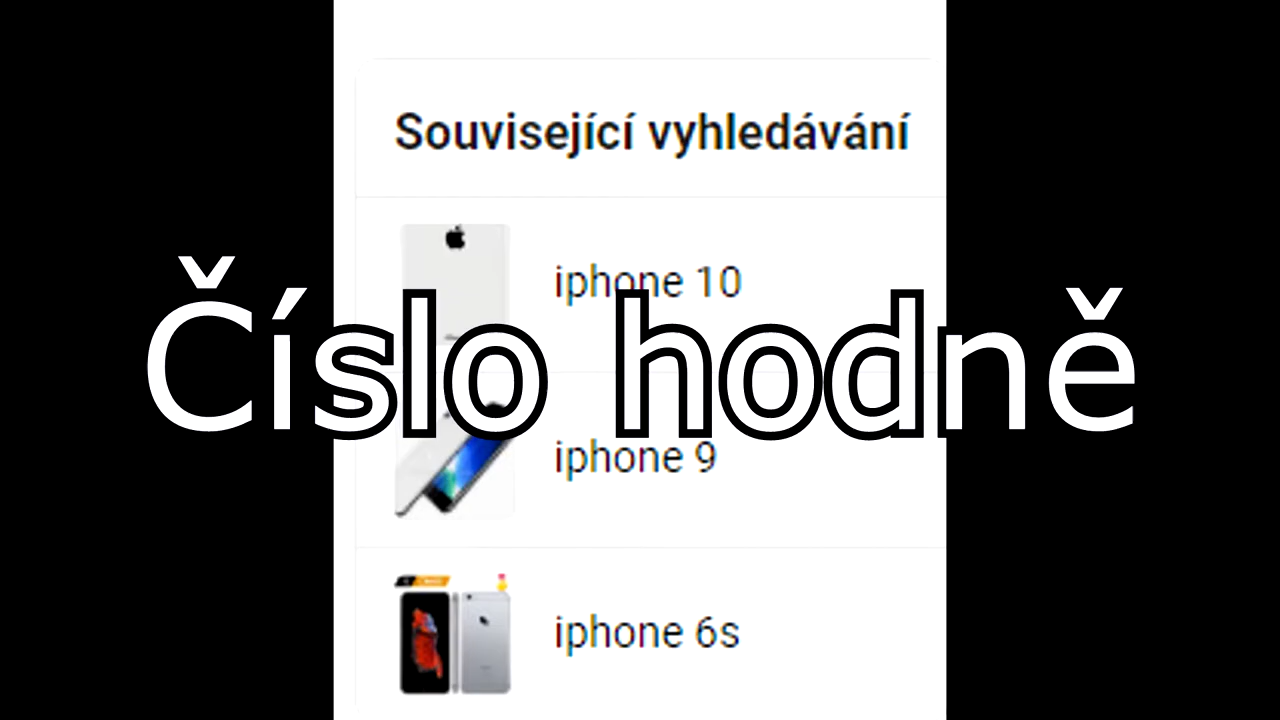 Související vyhledávání
iphone 10
Číslo hodně
iphone 9
iphone 6s